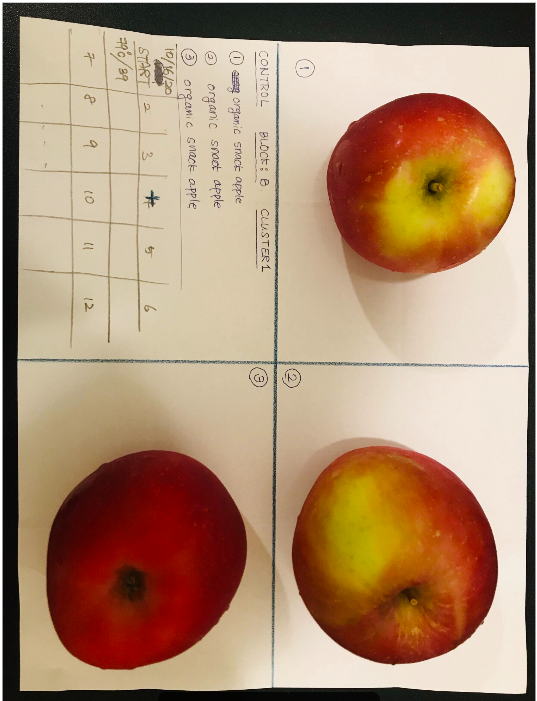 ①
CONTROL BLOCK: B CLUSTER 1
① organic snack apple
② organic snack apple
③ organic snack apple
10/16/20
START 2 3 4 5 6
7 8 9 10 11 12
②
③